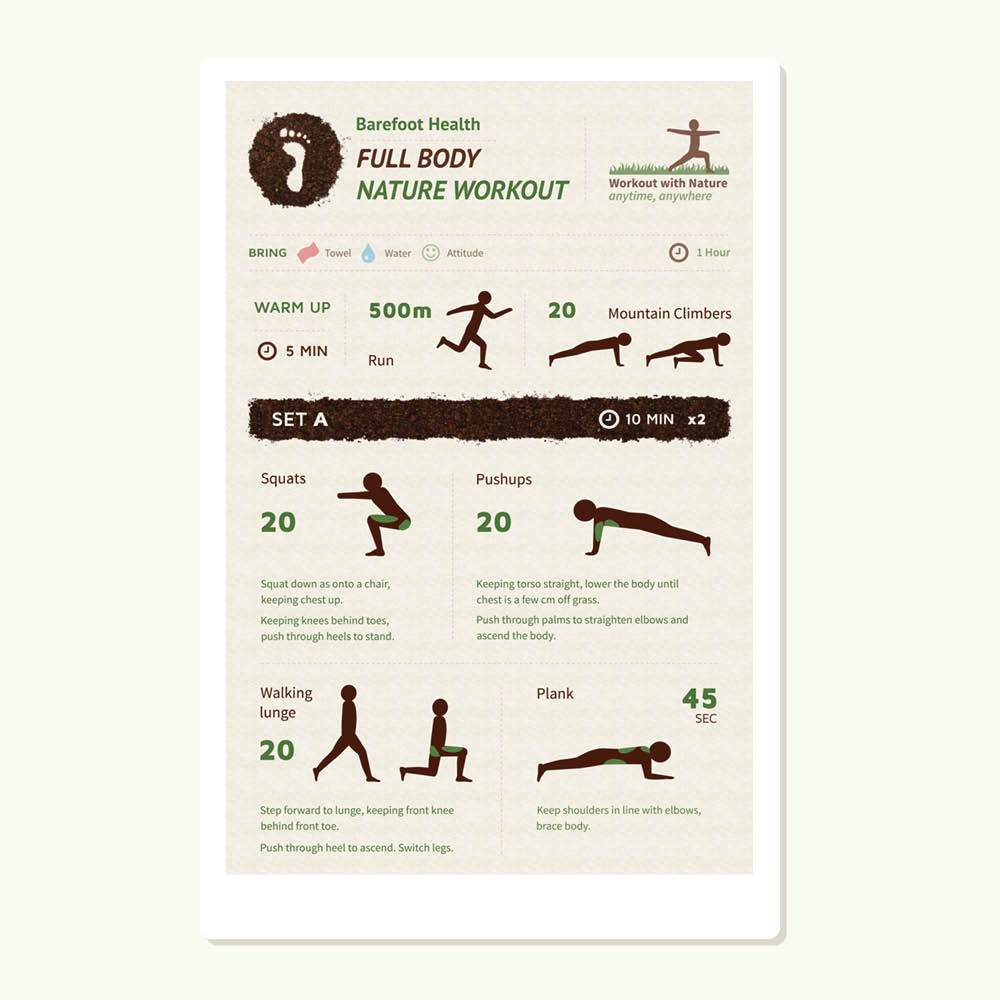 Barefoot Health
FULL BODY
NATURE WORKOUT
Workout with Nature
anytime, anywhere
BRING Towel Water Attitude
1 Hour
WARM UP
5 MIN
500m
Run
20 Mountain Climbers
SET A 10 MIN x2
Squats
20
Squat down as onto a chair,
keeping chest up.
Keeping knees behind toes,
push through heels to stand.
Pushups
20
Keeping torso straight, lower the body until
chest is a few cm off grass.
Push through palms to straighten elbows and
ascend the body.
Walking
lunge
20
Step forward to lunge, keeping front knee
behind front toe.
Push through heel to ascend. Switch legs.
Plank
45
SEC
Keep shoulders in line with elbows,
brace body.